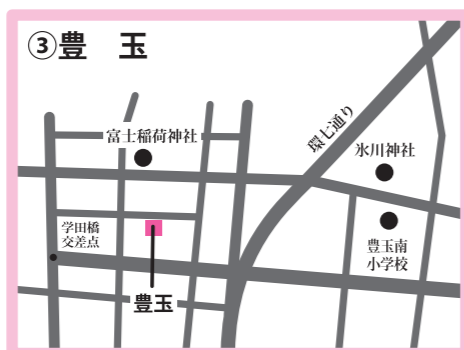 ③豊　玉
富士稲荷神社
環七通り
氷川神社
学田橋
交差点
豊玉南
小学校
豊玉